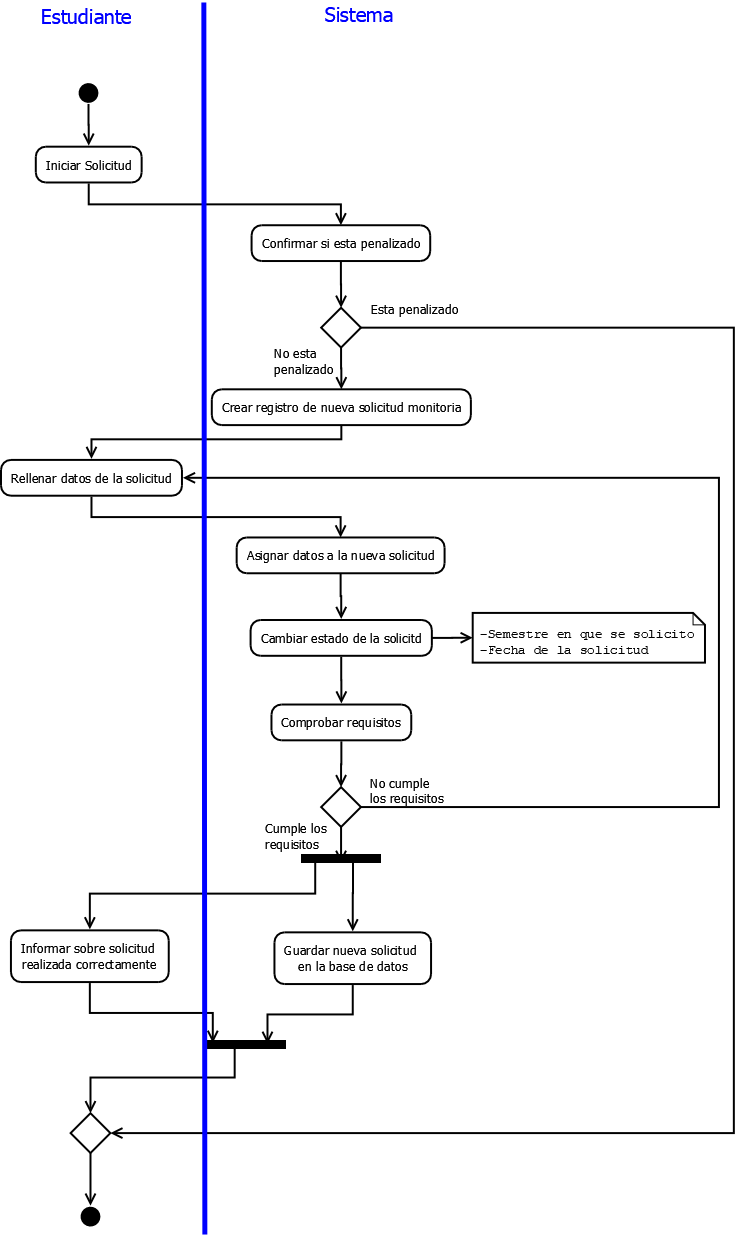 Estudiante
Sistema
Iniciar Solicitud
Confirmar si esta penalizado
Esta penalizado
No esta
penalizado
Crear registro de nueva solicitud monitoria
Rellenar datos de la solicitud
Asignar datos a la nueva solicitud
Cambiar estado de la solicitd
-Semestre en que se solicito
-Fecha de la solicitud
Comprobar requisitos
No cumple
los requisitos
Cumple los
requisitos
Informar sobre solicitud
realizada correctamente
Guardar nueva solicitud
en la base de datos